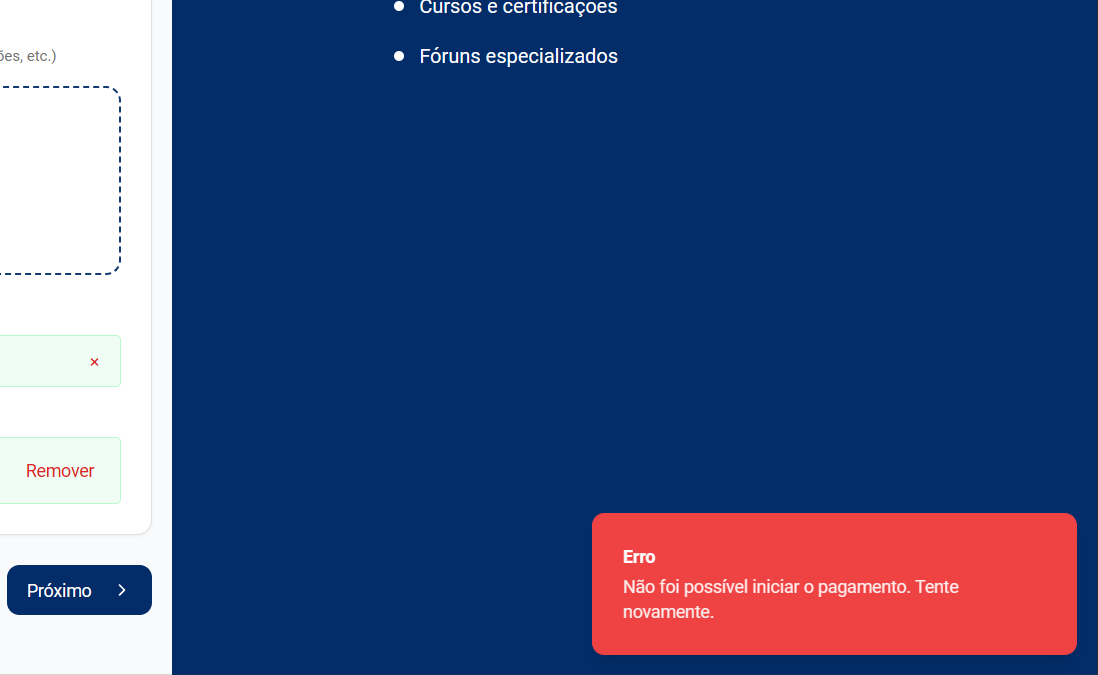 Cursos e certificações
Fóruns especializados
ões, etc.)
×
Remover
Próximo
Erro
Não foi possível iniciar o pagamento. Tente
novamente.